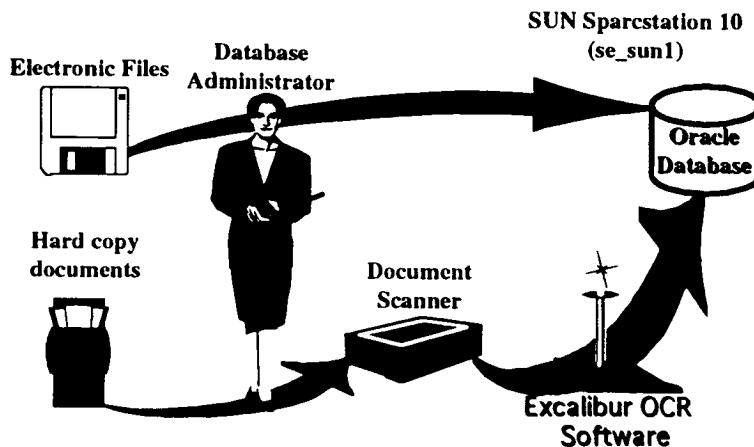 SUN Sparcstation 10
(se_sun1)
Database
Administrator
Electronic Files
Oracle
Database
Hard copy
documents
Document
Scanner
Excalibur OCR
Software